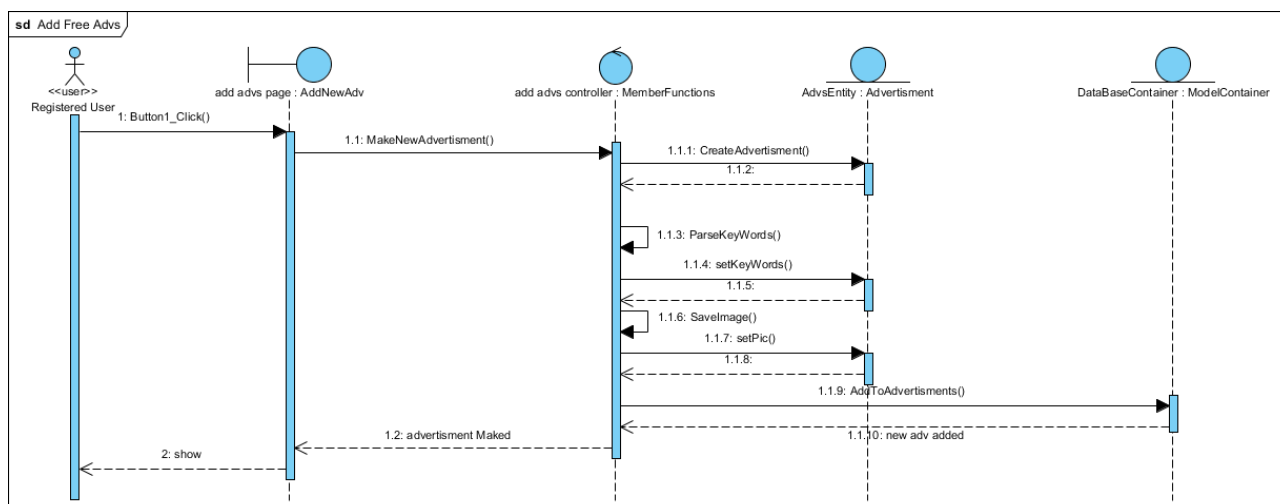 sd Add Free Advs
<<user>>
Registered User
add advs page : AddNewAdv
add advs controller : MemberFunctions
AdvsEntity : Advertisment
DataBaseContainer : ModelContainer
1: Button1_Click()
1.1: MakeNewAdvertisment()
1.1.1: CreateAdvertisment()
1.1.2:
1.1.3: ParseKeyWords()
1.1.4: setKeyWords()
1.1.5:
1.1.6: SaveImage()
1.1.7: setPic()
1.1.8:
1.1.9: AddToAdvertisments()
1.1.10: new adv added
1.2: advertisment Maked
2: show